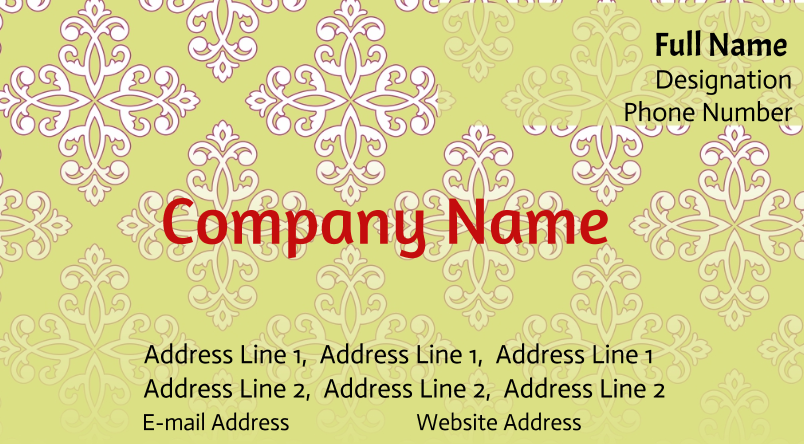 Full Name
Designation
Phone Number
Company Name
Address Line 1,  Address Line 1,  Address Line 1
Address Line 2,  Address Line 2,  Address Line 2
E-mail Address
Website Address